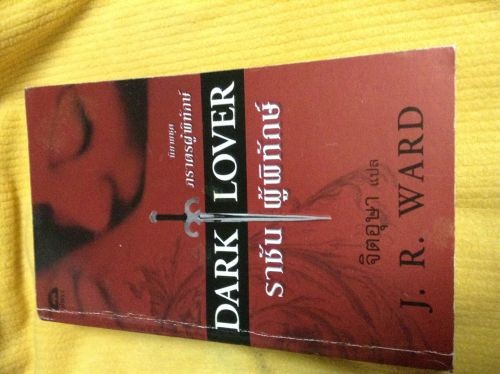 นิยายชุด
ภราดรผู้พิทักษ์
DARK LOVER
ราชัน ผู้พิทักษ์
จิตอุษา แปล
J. R. WARD